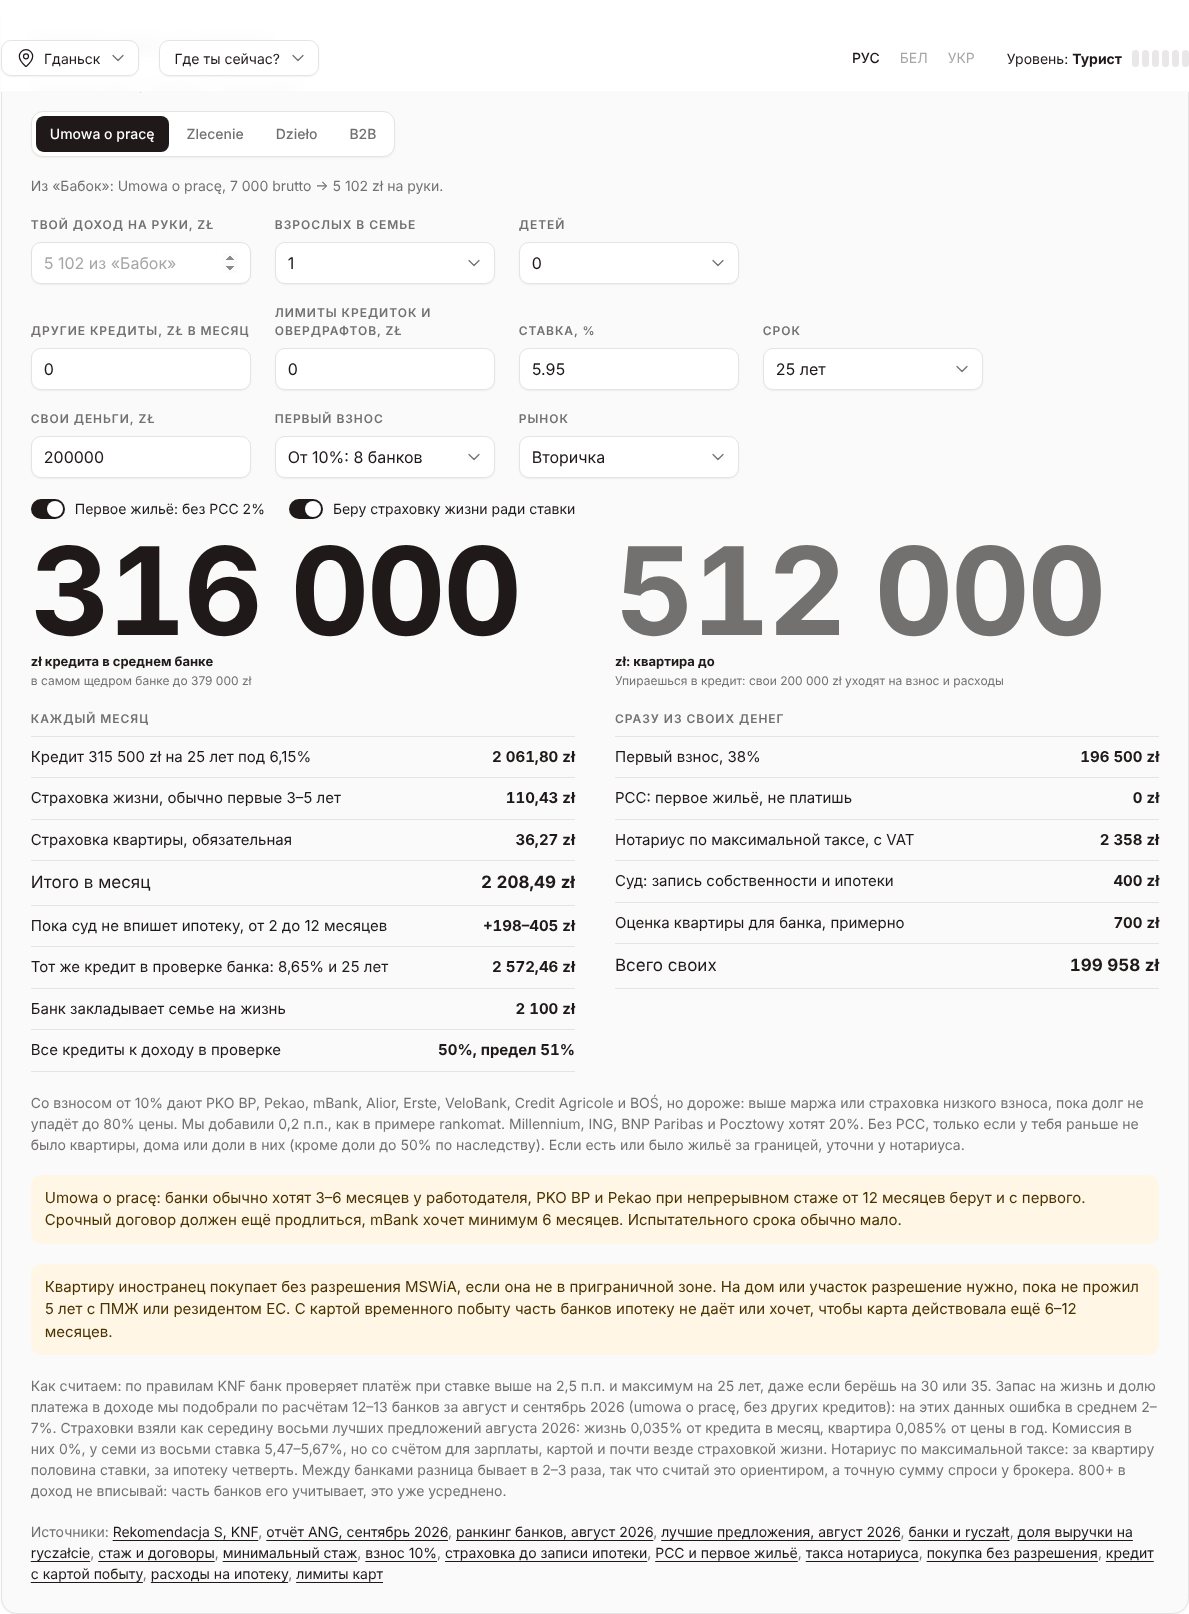 Гданьск
Где ты сейчас?
РУС БЕЛ УКР
Уровень: Турист
Umowa o pracę Zlecenie Dzieło B2B
Из «Бабок»: Umowa o pracę, 7 000 brutto → 5 102 zł на руки.
ТВОЙ ДОХОД НА РУКИ, ZŁ
ВЗРОСЛЫХ В СЕМЬЕ
ДЕТЕЙ
5 102 из «Бабок»
1
0
ДРУГИЕ КРЕДИТЫ, ZŁ В МЕСЯЦ
ЛИМИТЫ КРЕДИТОК И
ОВЕРДРАФТОВ, ZŁ
СТАВКА, %
СРОК
0
0
5.95
25 лет
СВОИ ДЕНЬГИ, ZŁ
ПЕРВЫЙ ВЗНОС
РЫНОК
200000
От 10%: 8 банков
Вторичка
Первое жильё: без PCC 2%
Беру страховку жизни ради ставки
316 000
zł кредита в среднем банке
в самом щедром банке до 379 000 zł
512 000
zł: квартира до
Упираешься в кредит: свои 200 000 zł уходят на взнос и расходы
КАЖДЫЙ МЕСЯЦ
Кредит 315 500 zł на 25 лет под 6,15% 2 061,80 zł
Страховка жизни, обычно первые 3–5 лет 110,43 zł
Страховка квартиры, обязательная 36,27 zł
Итого в месяц 2 208,49 zł
Пока суд не впишет ипотеку, от 2 до 12 месяцев +198–405 zł
Тот же кредит в проверке банка: 8,65% и 25 лет 2 572,46 zł
Банк закладывает семье на жизнь 2 100 zł
Все кредиты к доходу в проверке 50%, предел 51%
СРАЗУ ИЗ СВОИХ ДЕНЕГ
Первый взнос, 38% 196 500 zł
PCC: первое жильё, не платишь 0 zł
Нотариус по максимальной таксе, с VAT 2 358 zł
Суд: запись собственности и ипотеки 400 zł
Оценка квартиры для банка, примерно 700 zł
Всего своих 199 958 zł
Со взносом от 10% дают PKO BP, Pekao, mBank, Alior, Erste, VeloBank, Credit Agricole и BOŚ, но дороже: выше маржа или страховка низкого взноса, пока долг не
упадёт до 80% цены. Мы добавили 0,2 п.п., как в примере rankomat. Millennium, ING, BNP Paribas и Pocztowy хотят 20%. Без PCC, только если у тебя раньше не
было квартиры, дома или доли в них (кроме доли до 50% по наследству). Если есть или было жильё за границей, уточни у нотариуса.
Umowa o pracę: банки обычно хотят 3–6 месяцев у работодателя, PKO BP и Pekao при непрерывном стаже от 12 месяцев берут и с первого.
Срочный договор должен ещё продлиться, mBank хочет минимум 6 месяцев. Испытательного срока обычно мало.
Квартиру иностранец покупает без разрешения MSWiA, если она не в приграничной зоне. На дом или участок разрешение нужно, пока не прожил
5 лет с ПМЖ или резидентом ЕС. С картой временного побыту часть банков ипотеку не даёт или хочет, чтобы карта действовала ещё 6–12
месяцев.
Как считаем: по правилам KNF банк проверяет платёж при ставке выше на 2,5 п.п. и максимум на 25 лет, даже если берёшь на 30 или 35. Запас на жизнь и долю
платежа в доходе мы подобрали по расчётам 12–13 банков за август и сентябрь 2026 (umowa o pracę, без других кредитов): на этих данных ошибка в среднем 2–
7%. Страховки взяли как середину восьми лучших предложений августа 2026: жизнь 0,035% от кредита в месяц, квартира 0,085% от цены в год. Комиссия в
них 0%, у семи из восьми ставка 5,47–5,67%, но со счётом для зарплаты, картой и почти везде страховкой жизни. Нотариус по максимальной таксе: за квартиру
половина ставки, за ипотеку четверть. Между банками разница бывает в 2–3 раза, так что считай это ориентиром, а точную сумму спроси у брокера. 800+ в
доход не вписывай: часть банков его учитывает, это уже усреднено.
Источники: Rekomendacja S, KNF, отчёт ANG, сентябрь 2026, ранкинг банков, август 2026, лучшие предложения, август 2026, банки и ryczałt, доля выручки на
ryczałcie, стаж и договоры, минимальный стаж, взнос 10%, страховка до записи ипотеки, PCC и первое жильё, такса нотариуса, покупка без разрешения, кредит
с картой побыту, расходы на ипотеку, лимиты карт